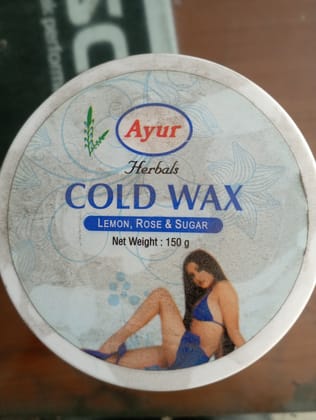 Ayur
Herbals
COLD WAX
LEMON, ROSE & SUGAR
Net Weight : 150 g